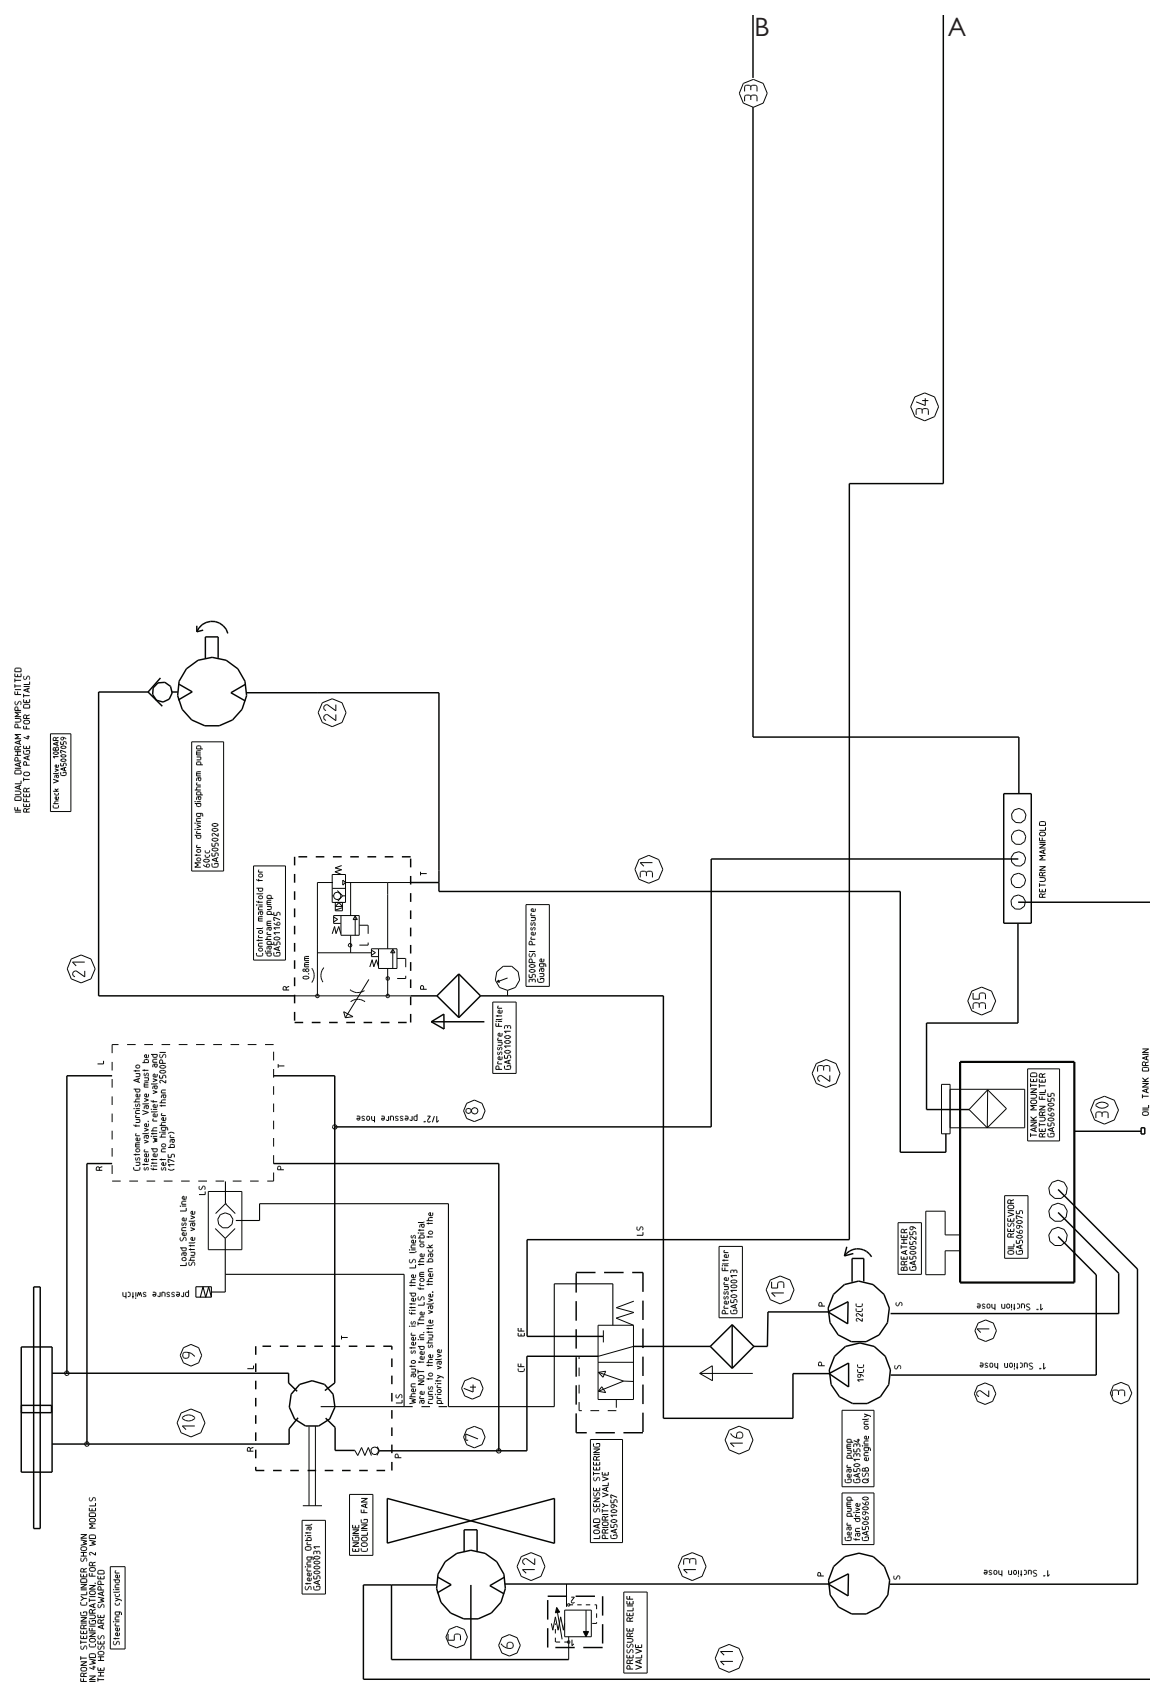 B
A
33
34
IF DUAL DIAPHRAM PUMPS FITTED
REFER TO PAGE 4 FOR DETAILS
Check Valve 10BAR
GA5007059
Motor driving diaphram pump
60cc
GA5050200
22
21
Control manifold for
diaphram pump
GA5011675
0.8mm
R
T
P
L
L
3500PSI Pressure
Guage
Pressure Filter
GA5010013
31
23
RETURN MANIFOLD
35
Customer furnished Auto
steer valve. Valve must be
fitted with relief valve and
set no higher than 2500PSI
(175 bar)
L
T
R
P
LS
1/2" pressure hose
8
Load Sense Line
Shuttle valve
pressure switch
When auto steer is fitted the LS lines
are NOT teed in. The LS from the orbital
runs to the shuttle valve, then back to the
priority valve
4
7
9
10
L
T
R
P
LS
FRONT STEERING CYLINDER SHOWN
IN 4WD CONFIGURATION, FOR 2 WD MODELS
THE HOSES ARE SWAPPED
Steering cyclinder
Steering Orbital
GA5000031
ENGINE
COOLING FAN
EF
CF
LS
LOAD SENSE STEERING
PRIORITY VALVE
GA5010957
Pressure Filter
GA5010013
15
16
P
22CC
S
P
19CC
S
Gear pump
GA5013534
QSB engine only
Gear pump
fan drive
GA5069060
P
S
1" Suction hose
1
1" Suction hose
2
1" Suction hose
3
5
6
12
13
11
2
PRESSURE RELIEF
VALVE
BREATHER
GA5005259
OIL RESEVIOR
GA5069075
TANK MOUNTED
RETURN FILTER
GA5069055
30
OIL TANK DRAIN